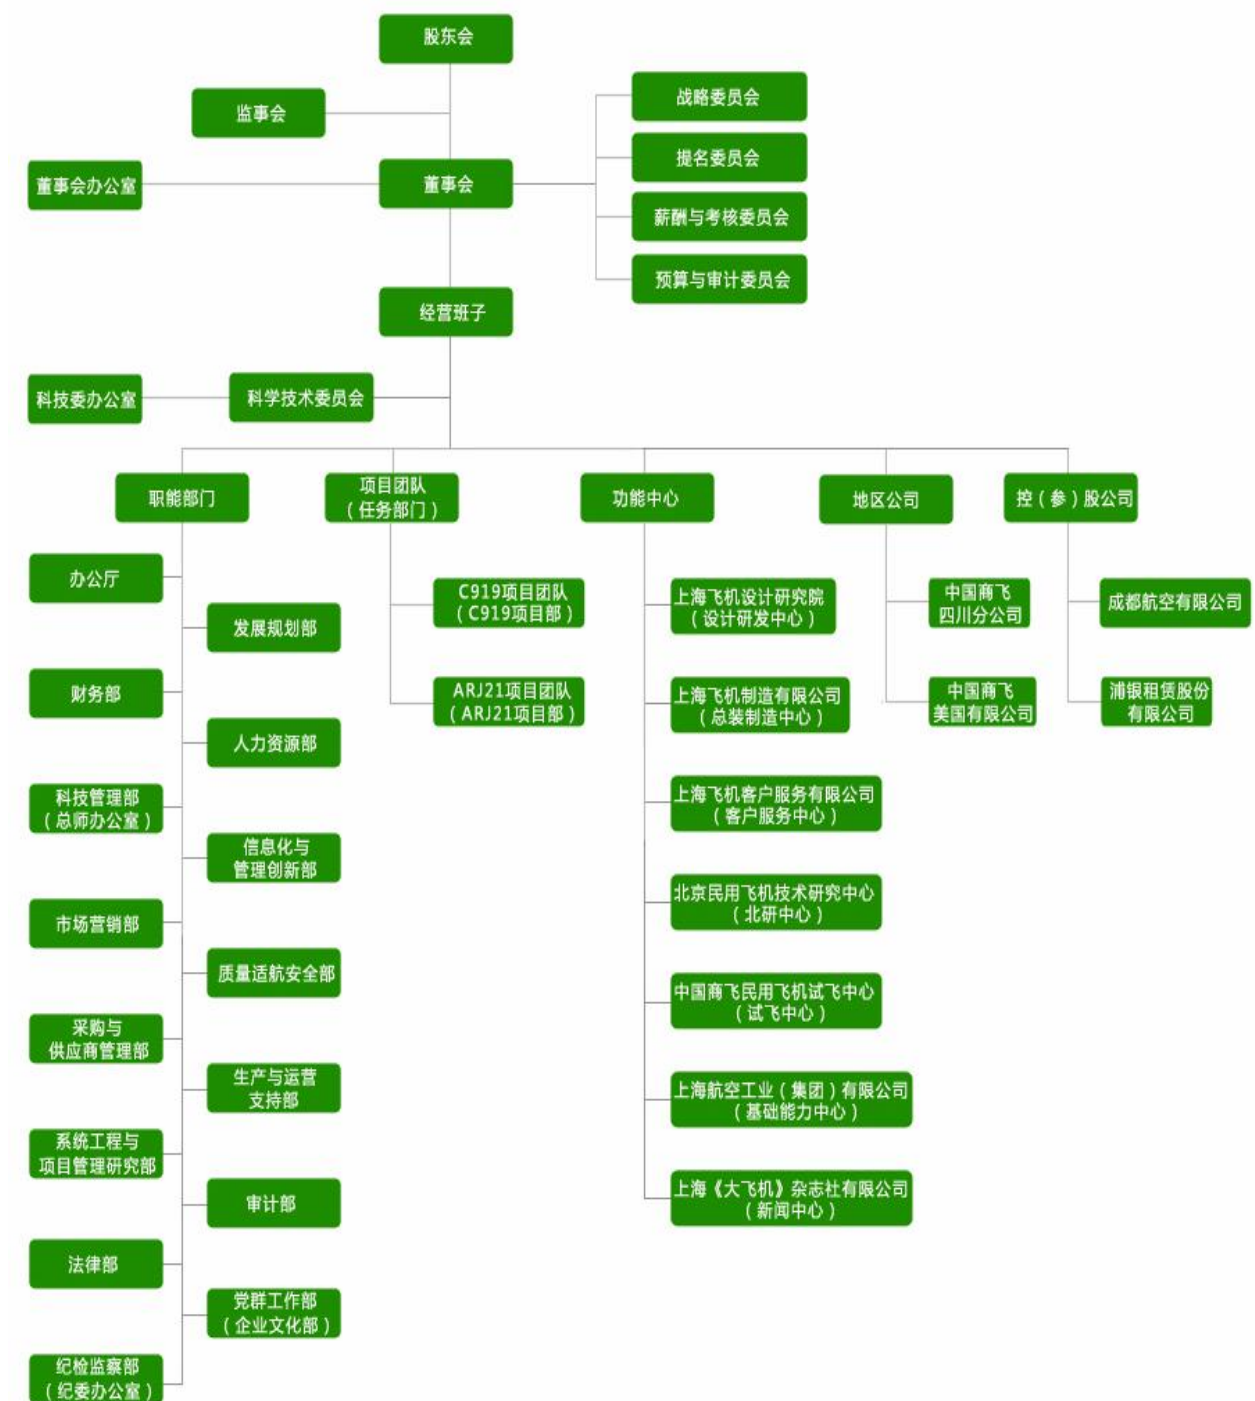 股东会
监事会
战略委员会
提名委员会
董事会办公室
董事会
薪酬与考核委员会
预算与审计委员会
经营班子
科技委办公室
科学技术委员会
职能部门
项目团队
（任务部门）
功能中心
地区公司
控（参）股公司
办公厅
发展规划部
财务部
人力资源部
科技管理部
（总师办公室）
信息化与
管理创新部
市场营销部
质量适航安全部
采购与
供应商管理部
生产与运营
支持部
系统工程与
项目管理研究部
审计部
法律部
党群工作部
（企业文化部）
纪检监察部
（纪委办公室）
C919项目团队
（C919项目部）
ARJ21项目团队
（ARJ21项目部）
上海飞机设计研究院
（设计研发中心）
上海飞机制造有限公司
（总装制造中心）
上海飞机客户服务有限公司
（客户服务中心）
北京民用飞机技术研究中心
（北研中心）
中国商飞民用飞机试飞中心
（试飞中心）
上海航空工业（集团）有限公司
（基础能力中心）
上海《大飞机》杂志社有限公司
（新闻中心）
中国商飞
四川分公司
中国商飞
美国有限公司
成都航空有限公司
浦银租赁股份
有限公司